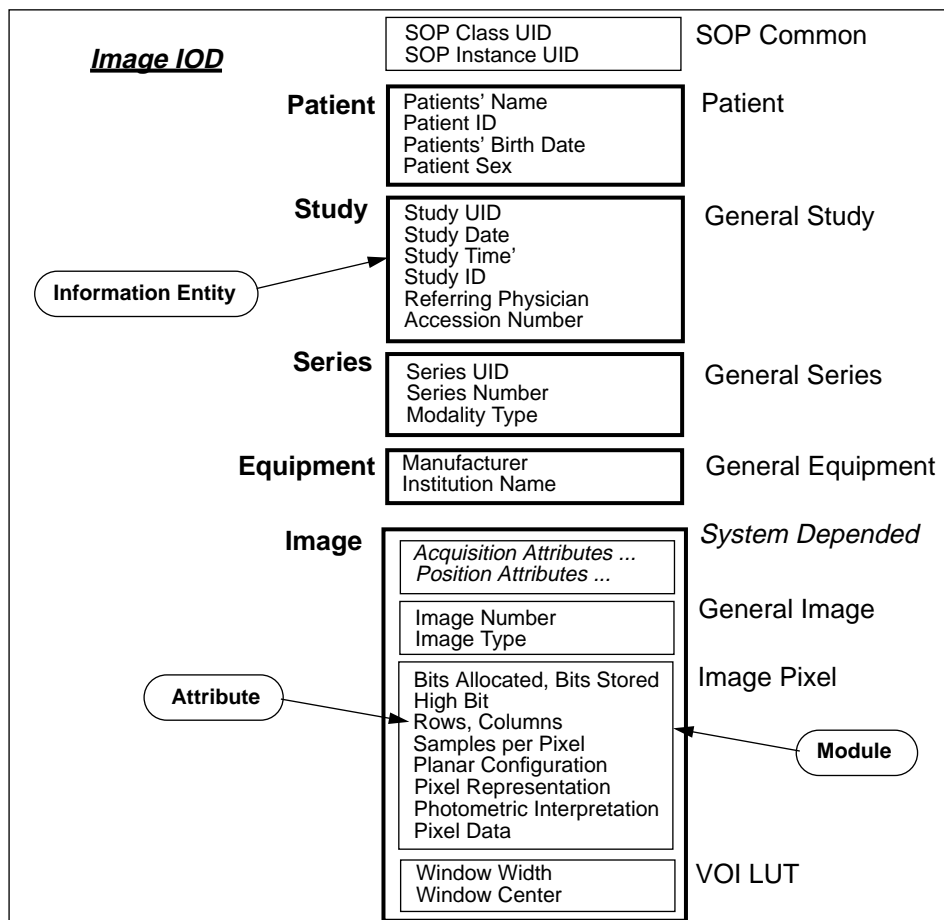 Image IOD
SOP Class UID
SOP Instance UID
SOP Common
Patient
Patients’ Name
Patient ID
Patients’ Birth Date
Patient Sex
Patient
Study
Study UID
Study Date
Study Time’
Study ID
Referring Physician
Accession Number
General Study
Information Entity
Series
Series UID
Series Number
Modality Type
General Series
Equipment
Manufacturer
Institution Name
General Equipment
Image
Acquisition Attributes ...
Position Attributes ...
System Depended
Image Number
Image Type
General Image
Attribute
Bits Allocated, Bits Stored
High Bit
Rows, Columns
Samples per Pixel
Planar Configuration
Pixel Representation
Photometric Interpretation
Pixel Data
Image Pixel
Module
Window Width
Window Center
VOI LUT